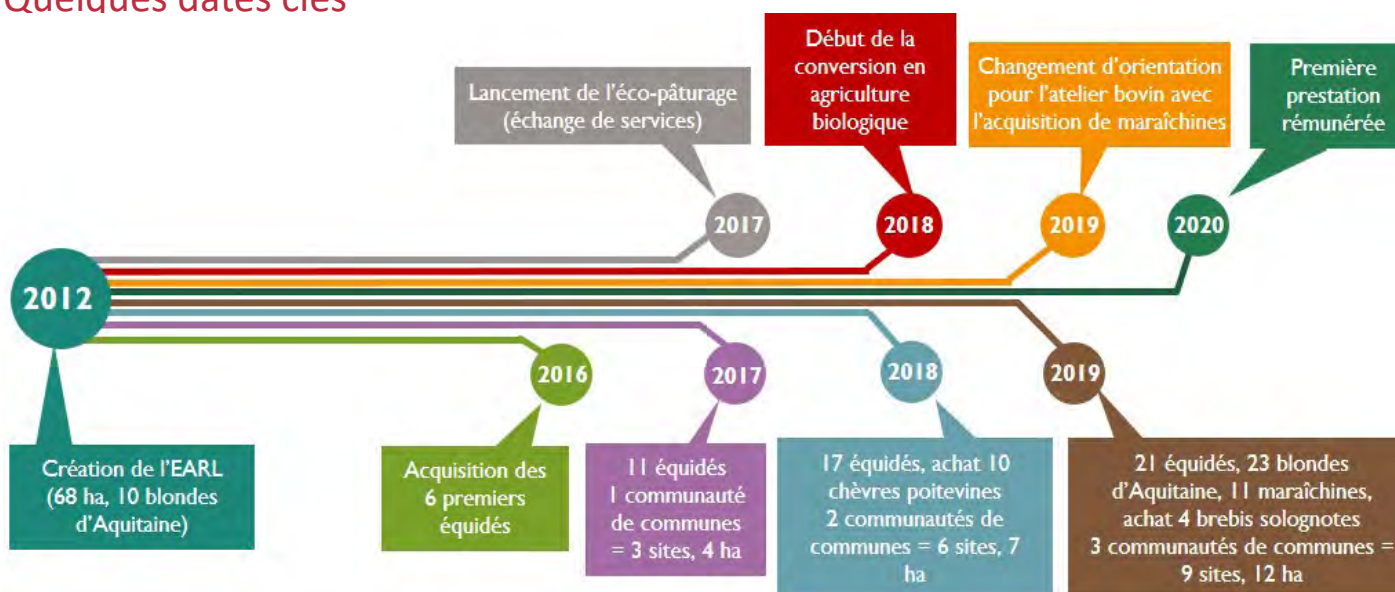 Quelques dates clés
Lancement de l'éco-pâturage
(échange de services)
Début de la
conversion en
agriculture
biologique
Changement d'orientation
pour l'atelier bovin avec
l'acquisition de maraîchines
Première
prestation
rémunérée
2017
2018
2019
2020
2012
2016
2017
2018
2019
Création de l'EARL
(68 ha, 10 blondes
d'Aquitaine)
Acquisition des
6 premiers
équidés
11 équidés
1 communauté
de communes
= 3 sites, 4 ha
17 équidés, achat 10
chèvres poitevines
2 communautés de
communes = 6 sites, 7
ha
21 équidés, 23 blondes
d'Aquitaine, 11 maraîchines,
achat 4 brebis solognotes
3 communautés de communes =
9 sites, 12 ha